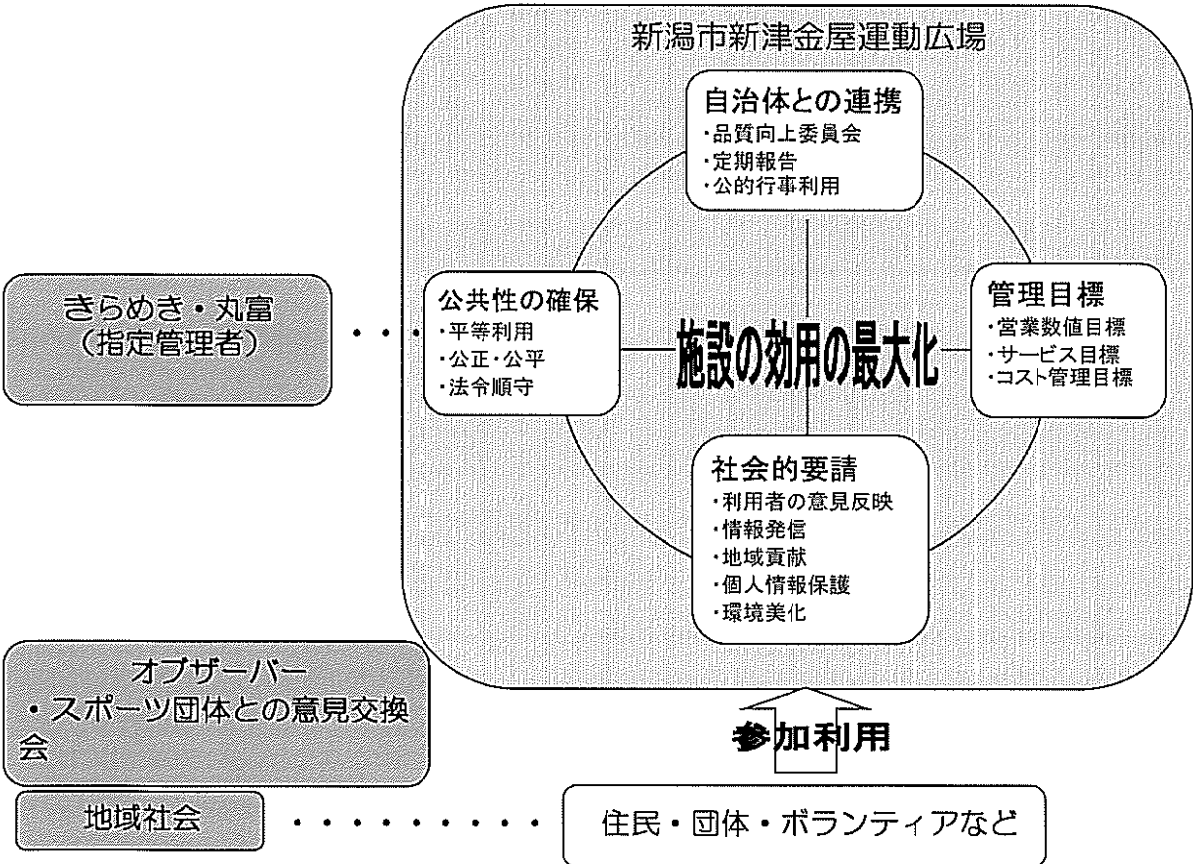 新潟市新津金屋運動広場
自治体との連携
・品質向上委員会
・定期報告
・公的行事利用
きらめき・丸富
(指定管理者)
・・・
公共性の確保
・平等利用
・公正・公平
・法令順守
施設の効用の最大化
管理目標
・営業数値目標
・サービス目標
・コスト管理目標
社会的要請
・利用者の意見反映
・情報発信
・地域貢献
・個人情報保護
・環境美化
オブザーバー
・スポーツ団体との意見交換
会
参加利用
地域社会
・・・・・・・・・
住民・団体・ボランティアなど